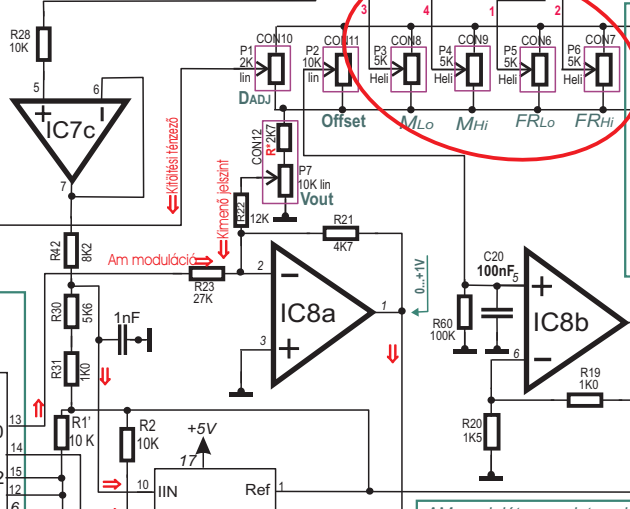 3
4
1
2
R28
10K
CON10
CON11
CON8
CON9
CON6
CON7
P1
2K
lin
P2
10K
lin
P3
5K
Heli
P4
5K
Heli
P5
5K
Heli
P6
5K
Heli
DADJ
Offset
MLo
MHi
FRLo
FRHi
5
6
IC7c
7
Kitöltési tényező
Kimenő jelszint
CON12
R*2K7
P7
10K lin
Vout
R22
12K
R21
4K7
R42
8K2
Am moduláció
R23
27K
2
3
IC8a
1
0...+1V
C20
100nF
5
6
IC8b
R60
100K
R30
5K6
1nF
R31
1K0
R19
1K0
R20
1K5
13
14
15
12
R1'
10 K
R2
10K
+5V
17
10
IIN
Ref
1